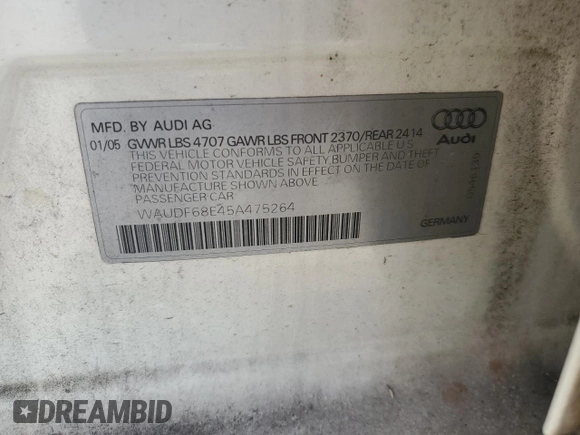 MFD. BY AUDI AG
01/05 GVWR LBS 4707 GAWR LBS FRONT 2370/REAR 2414
THIS VEHICLE CONFORMS TO ALL APPLICABLE U.S
FEDERAL MOTOR VEHICLE SAFETY, BUMPER AND THEFT
PREVENTION STANDARDS IN EFFECT ON THE DATE OF
MANUFACTURE SHOWN ABOVE
PASSENGER CAR
WAUDF68E45A475264
Audi
GERMANY
DREAMBID